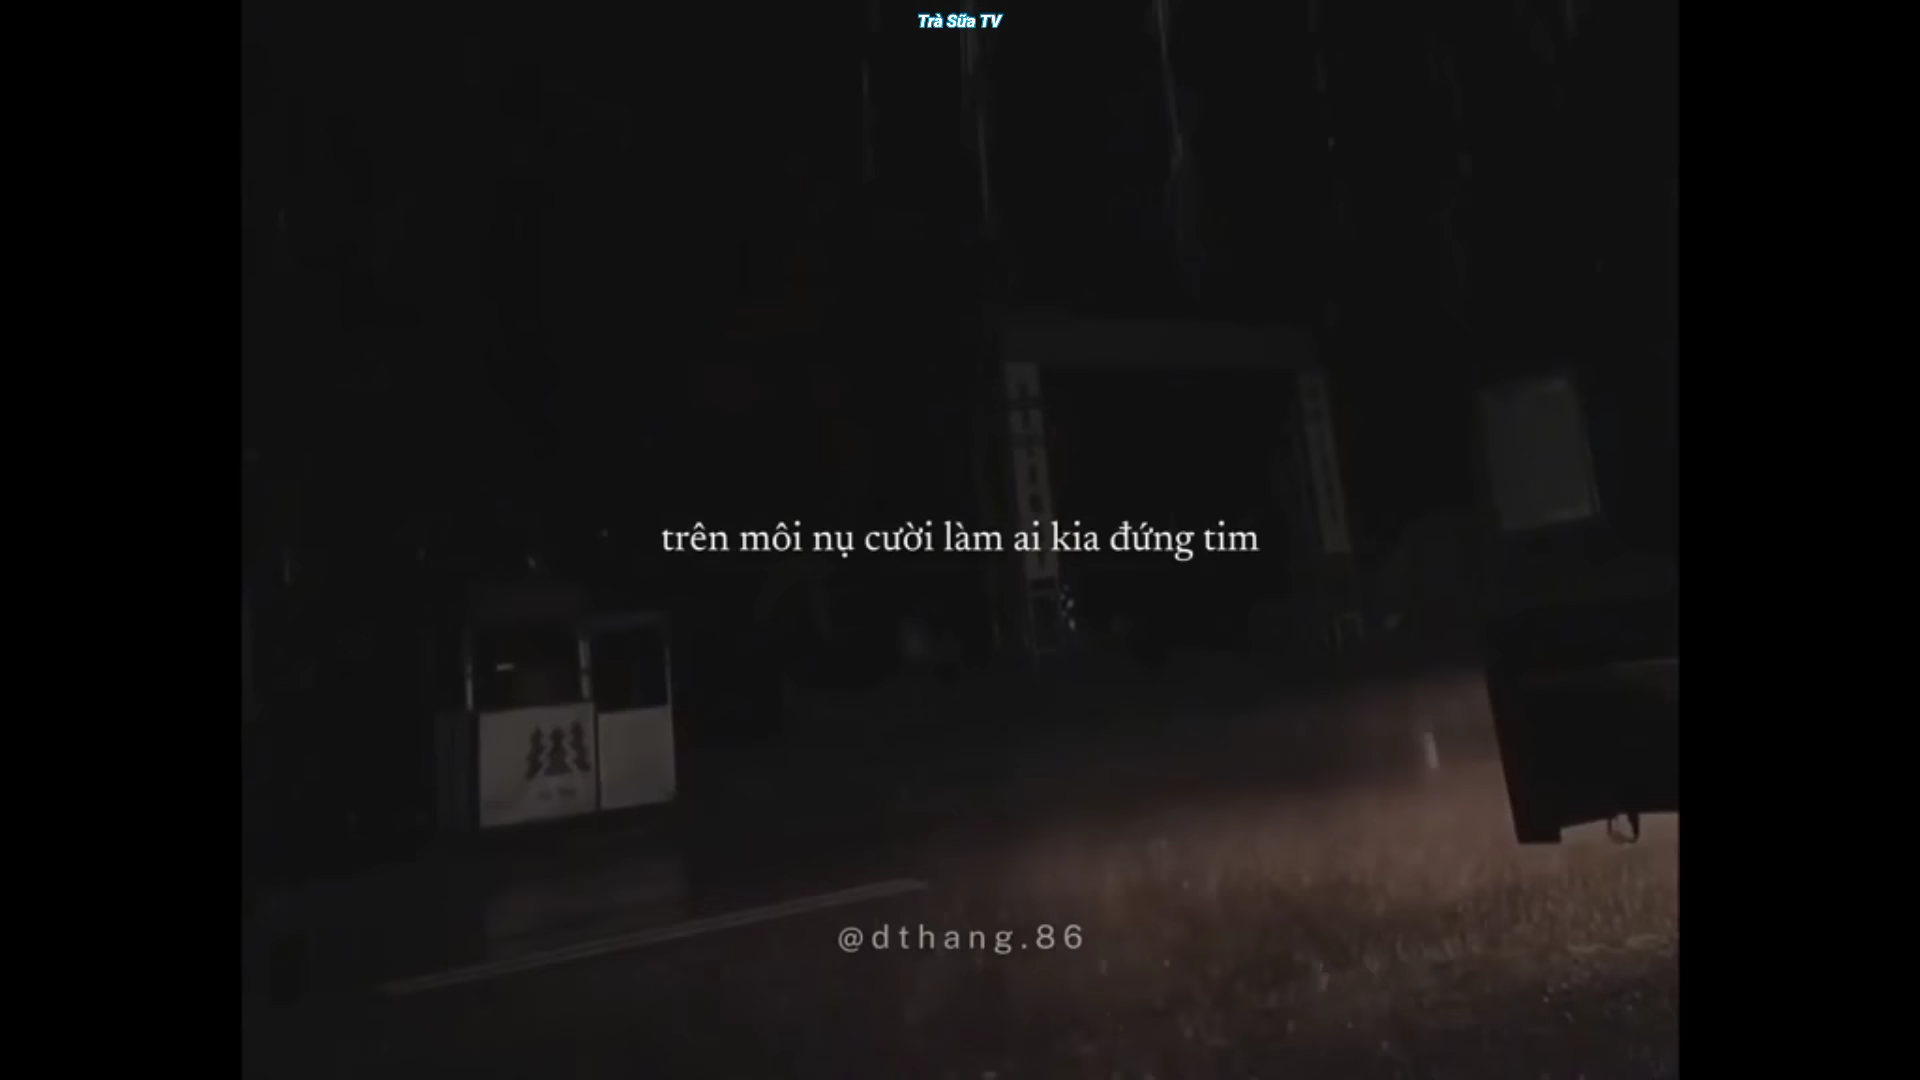 Trà Sữa TV
trên môi nụ cười làm ai kia đứng tim
@dthang.86